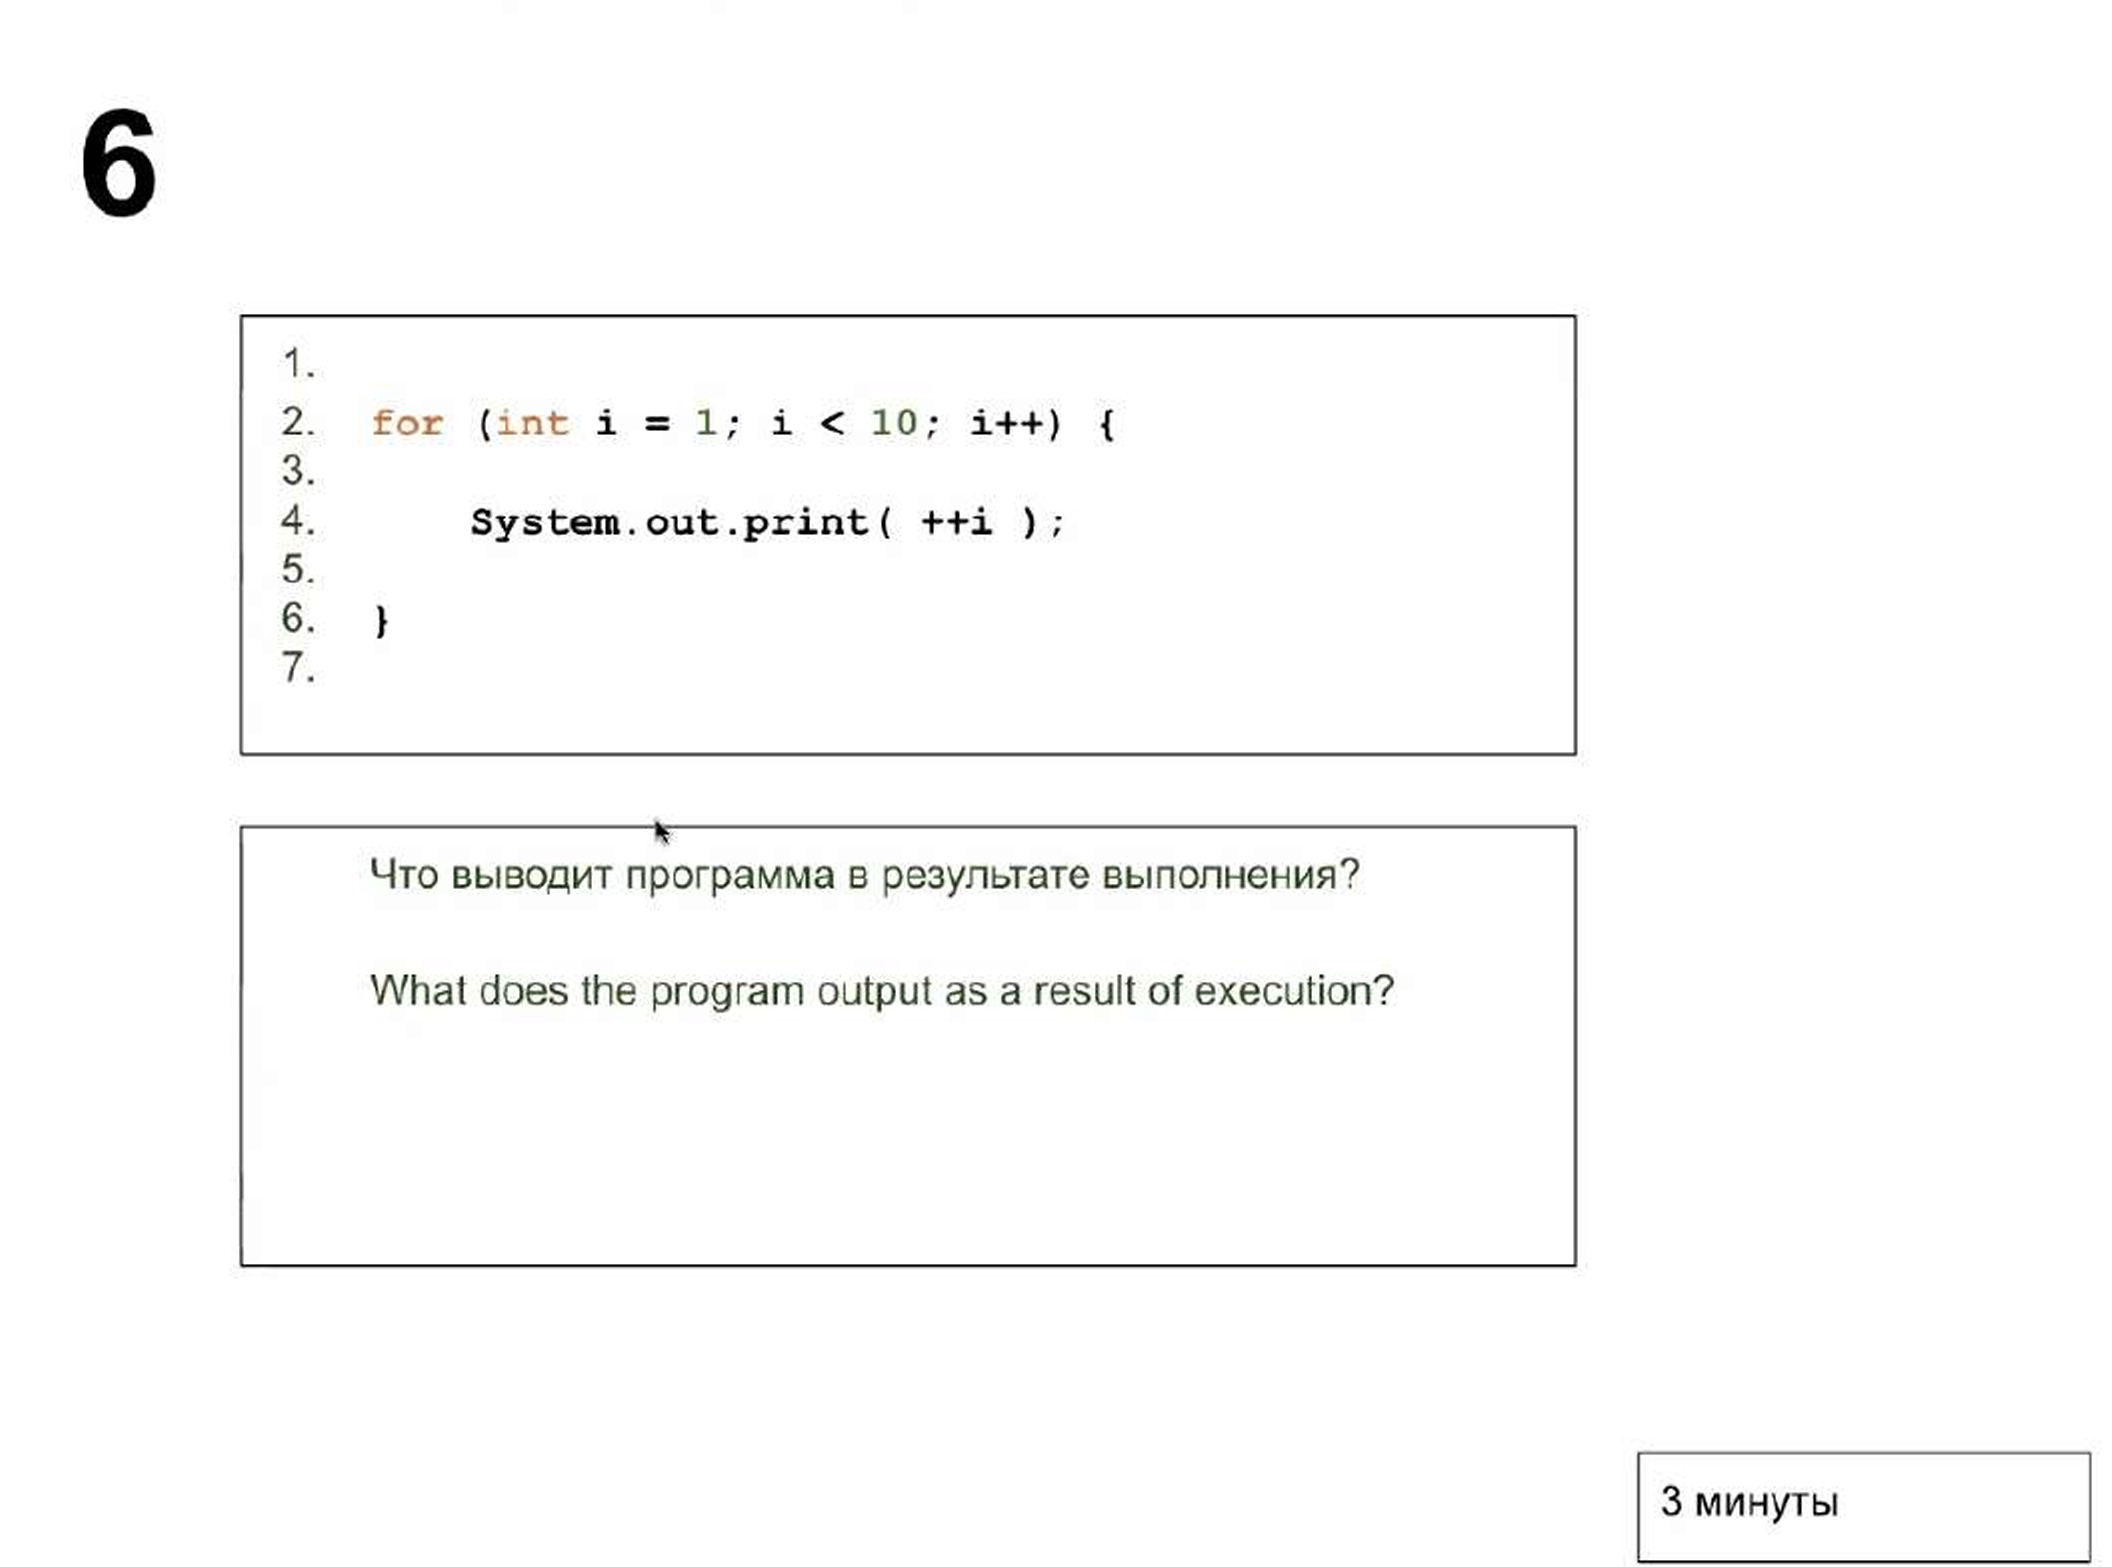 6
1.
2. for (int i = 1; i < 10; i++) {
3.
4. System.out.print( ++i );
5.
6. }
7.
Что выводит программа в результате выполнения?
What does the program output as a result of execution?
3 минуты